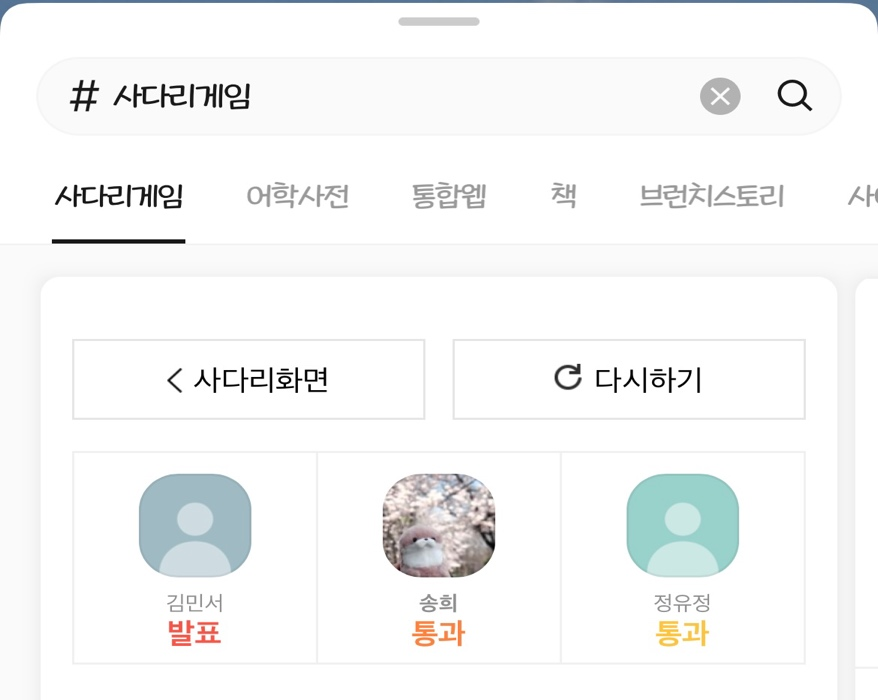 # 사다리게임
사다리게임 어학사전 통합웹 책 브런치스토리
사다리화면 다시하기
김민서 송희 정유정
발표 통과 통과